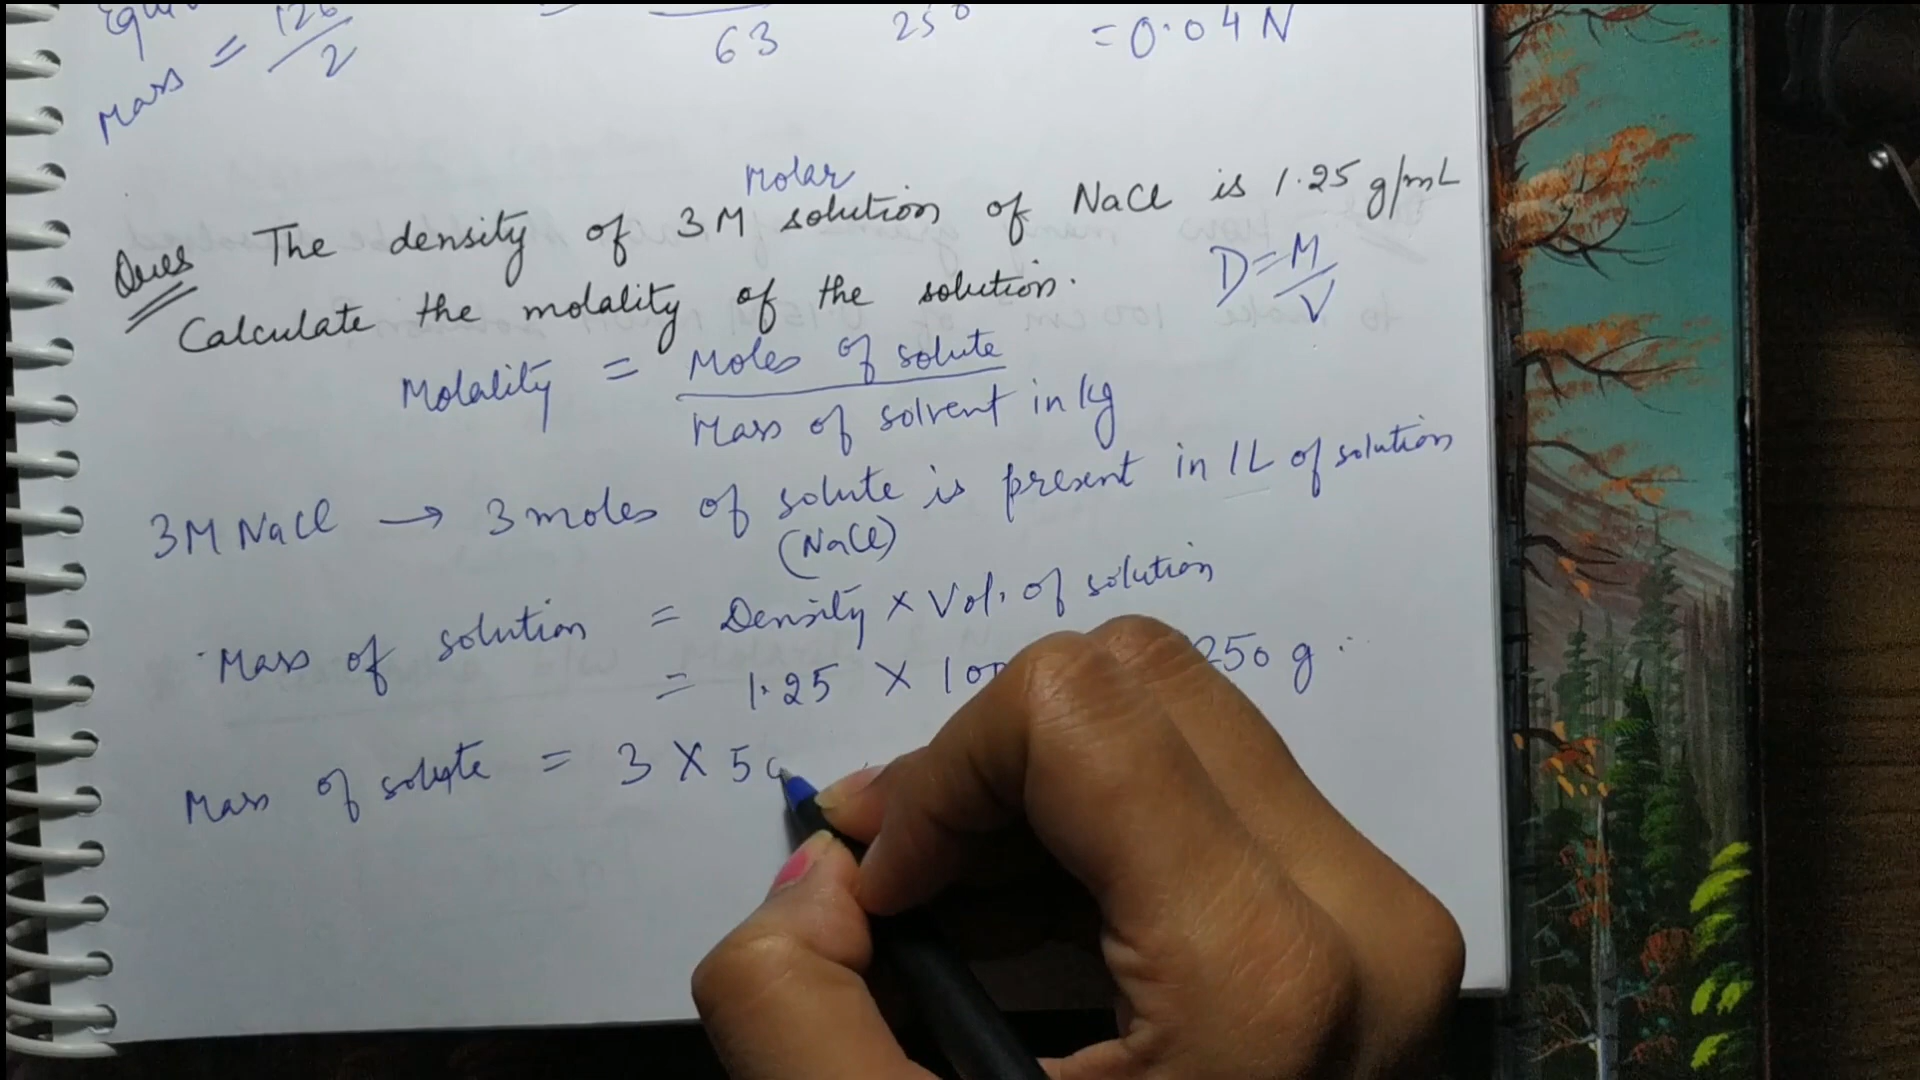 126
Mass = 2
63
250
= 0.04 N
Molar
Ques The density of 3M solution of NaCl is 1.25 g/mL
Calculate the molality of the solution.
D = M
V
Molality = Moles of solute
Mass of solvent in kg
3M NaCl → 3 moles of solute is present in 1L of solution
(NaCl)
Mass of solution = Density × Vol. of solution
= 1.25 × 100 250 g
Mass of solute = 3 × 5